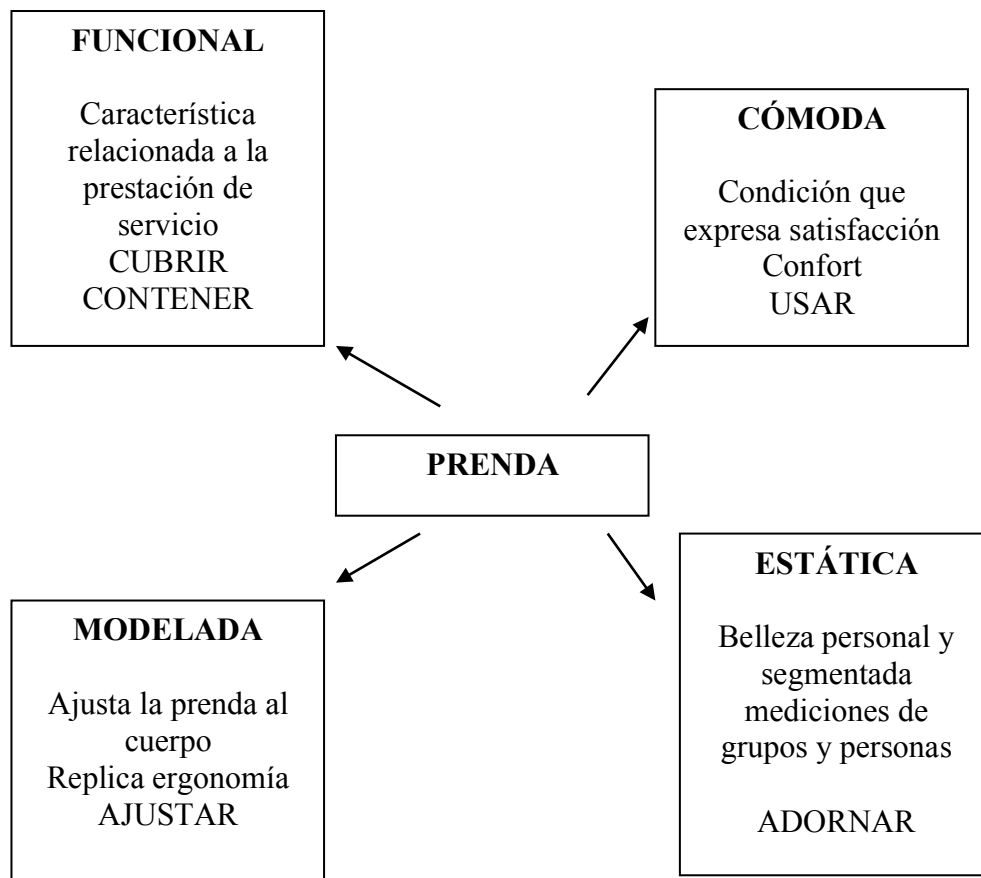 FUNCIONAL
Característica
relacionada a la
prestación de
servicio
CUBRIR
CONTENER
CÓMODA
Condición que
expresa satisfacción
Confort
USAR
PRENDA
MODELADA
Ajusta la prenda al
cuerpo
Replica ergonomía
AJUSTAR
ESTÁTICA
Belleza personal y
segmentada
mediciones de
grupos y personas
ADORNAR